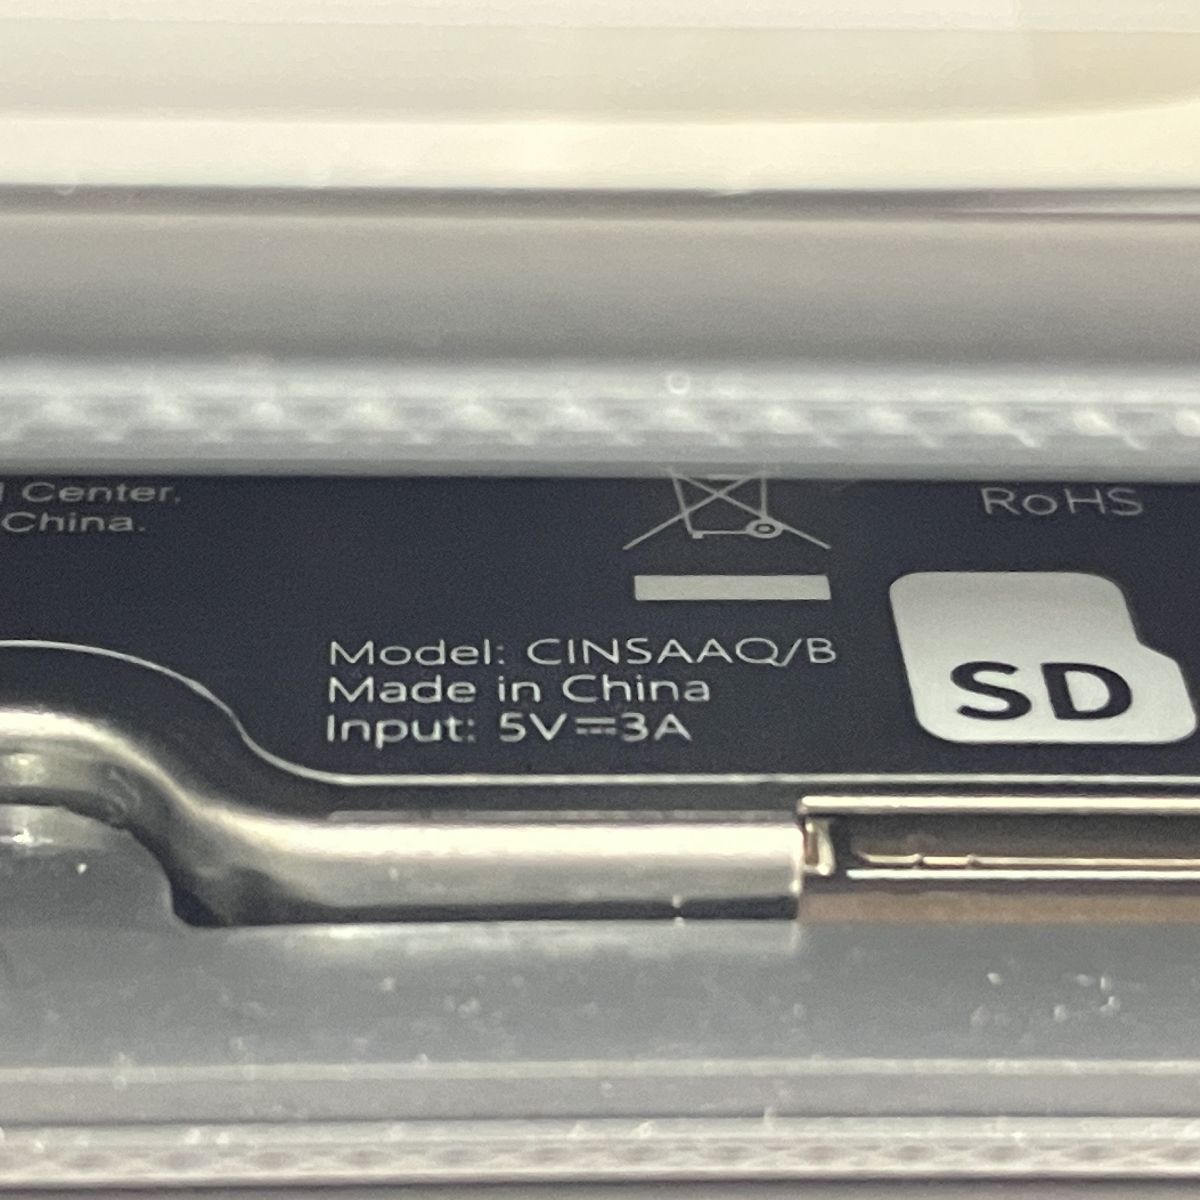 Center.
China.
RoHS
Model: CINSAAQ/B
Made in China
Input: 5V⎓3A
SD